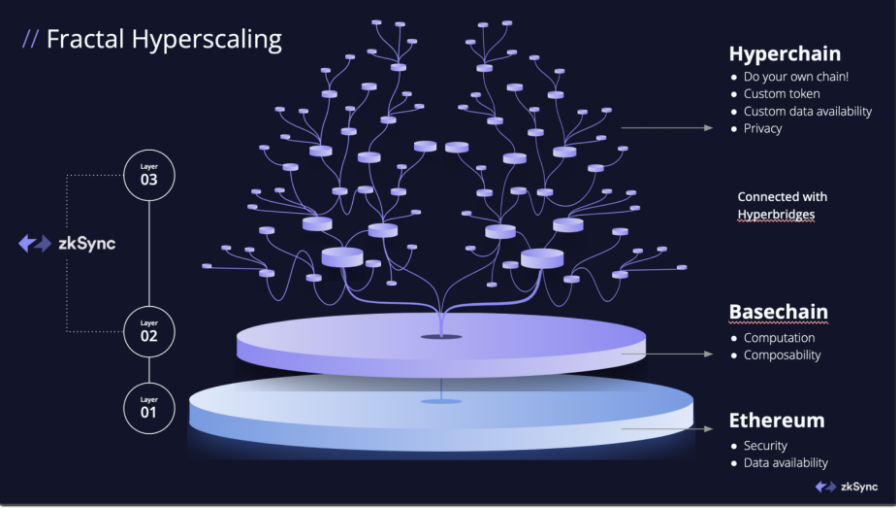 // Fractal Hyperscaling
Hyperchain
● Do your own chain!
● Custom token
● Custom data availability
● Privacy
Connected with
Hyperbridges
Layer
03
zkSync
Layer
02
Layer
01
Basechain
● Computation
● Composability
Ethereum
● Security
● Data availability
zkSync